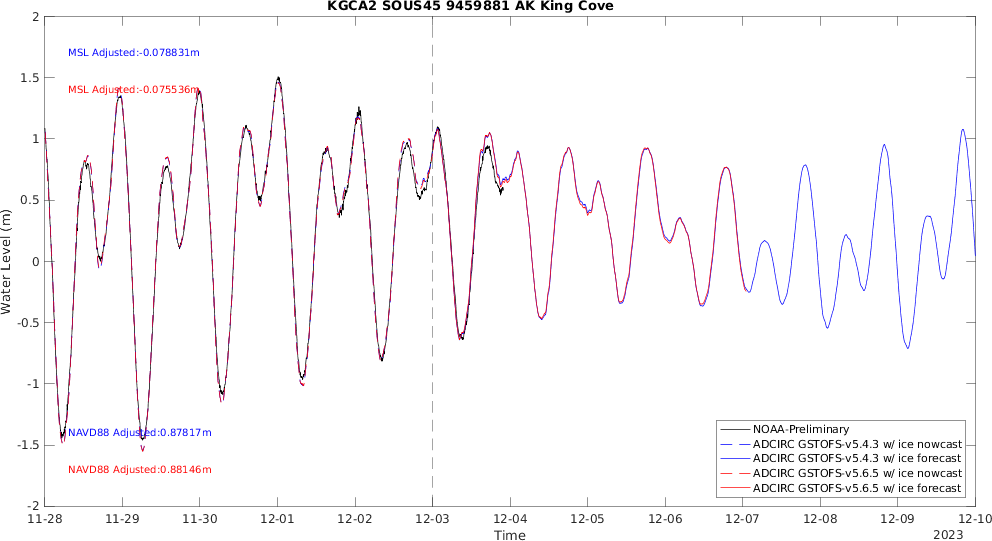 KGCA2 SOUS45 9459881 AK King Cove
2
1.5
1
0.5
0
-0.5
-1
-1.5
-2
Water Level (m)
MSL Adjusted:-0.078831m
MSL Adjusted:-0.075536m
NAVD88 Adjusted:0.87817m
NAVD88 Adjusted:0.88146m
NOAA-Preliminary
ADCIRC GSTOFS-v5.4.3 w/ ice nowcast
ADCIRC GSTOFS-v5.4.3 w/ ice forecast
ADCIRC GSTOFS-v5.6.5 w/ ice nowcast
ADCIRC GSTOFS-v5.6.5 w/ ice forecast
11-28 11-29 11-30 12-01 12-02 12-03 12-04 12-05 12-06 12-07 12-08 12-09 12-10
Time
2023